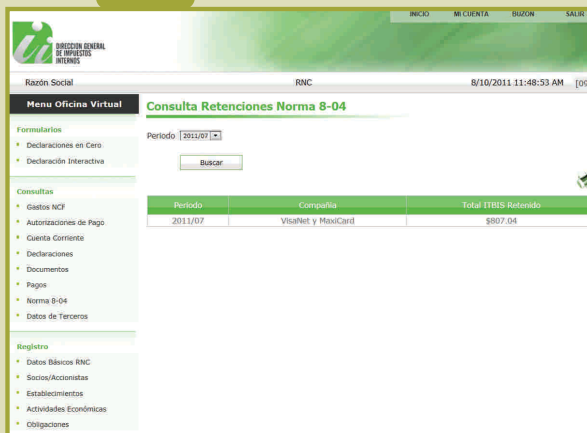 INICIO MI CUENTA BUZON SALIR
DIRECCION GENERAL
DE IMPUESTOS
INTERNOS
Razón Social RNC 8/10/2011 11:48:53 AM [09
Menu Oficina Virtual
Consulta Retenciones Norma 8-04
Formularios
Periodo 2011/07
Declaraciones en Cero
Declaración Interactiva
Buscar
Consultas
Gastos NCF
Periodo Compañia Total ITBIS Retenido
Autorizaciones de Pago
2011/07 VisaNet y MaxiCard $807.04
Cuenta Corriente
Declaraciones
Documentos
Pagos
Norma 8-04
Datos de Terceros
Registro
Datos Básicos RNC
Socios/Accionistas
Establecimientos
Actividades Económicas
Obligaciones